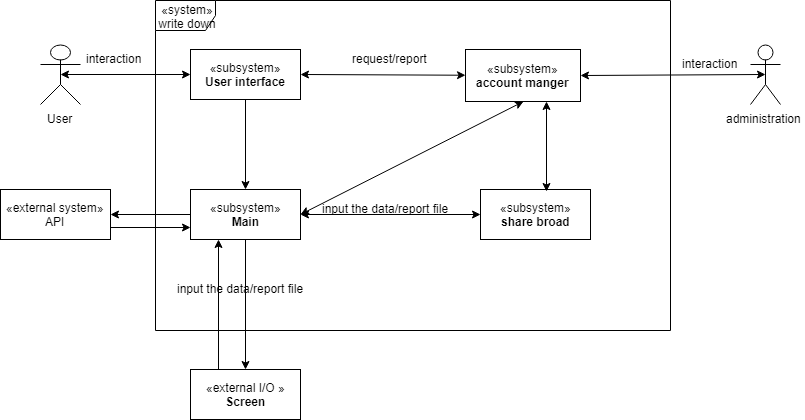 «system»
write down
interaction
«subsystem»
User interface
request/report
«subsystem»
account manger
interaction
User
administration
«external system»
API
«subsystem»
Main
input the data/report file
«subsystem»
share broad
input the data/report file
«external I/O »
Screen